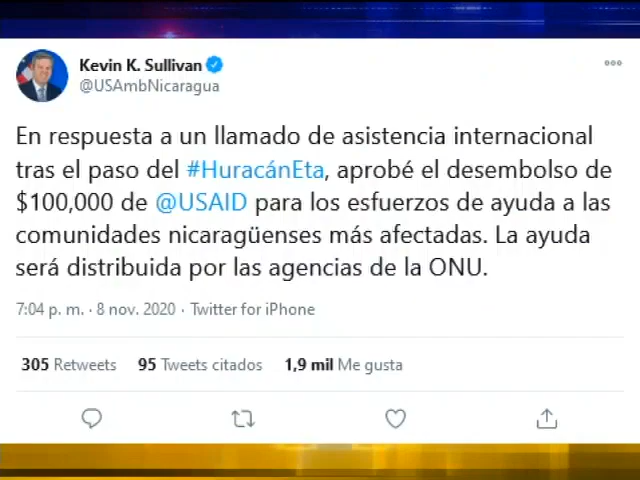 Kevin K. Sullivan
@USAmbNicaragua
En respuesta a un llamado de asistencia internacional
tras el paso del #HuracánEta, aprobé el desembolso de
$100,000 de @USAID para los esfuerzos de ayuda a las
comunidades nicaragüenses más afectadas. La ayuda
será distribuida por las agencias de la ONU.
7:04 p. m. · 8 nov. 2020 · Twitter for iPhone
305 Retweets 95 Tweets citados 1,9 mil Me gusta